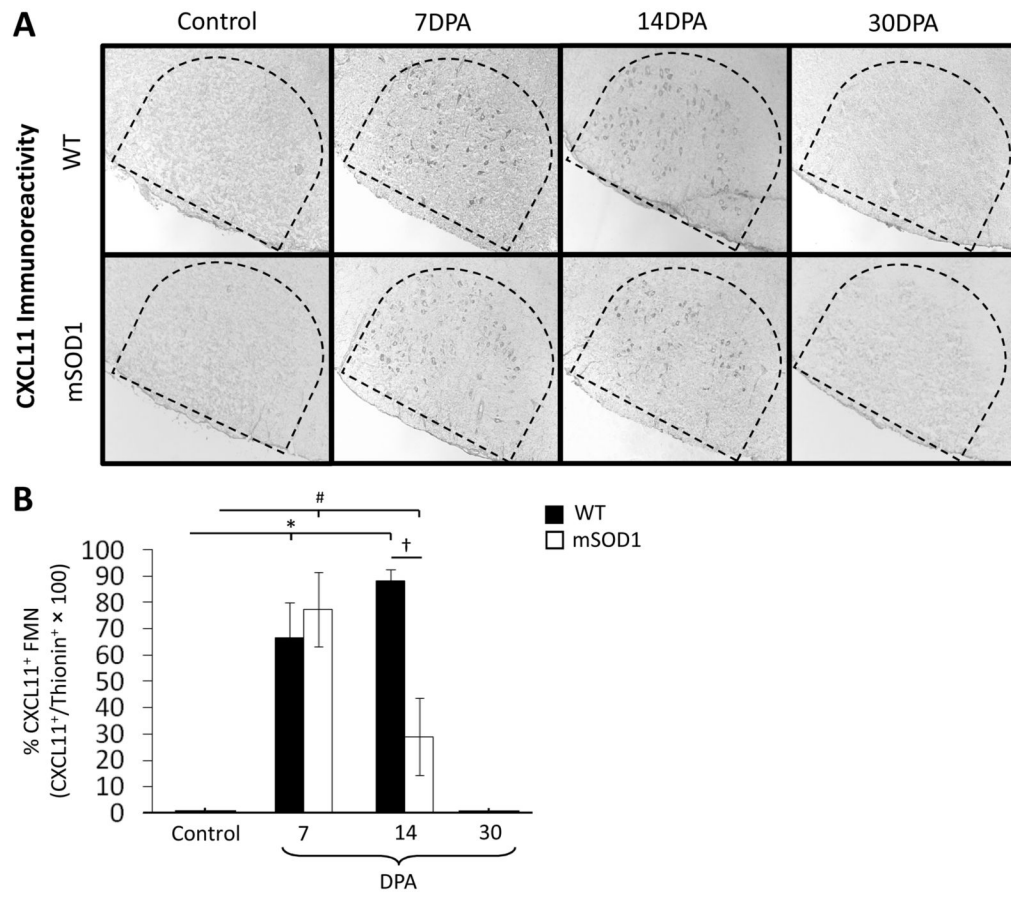 A
Control 7DPA 14DPA 30DPA
CXCL11 Immunoreactivity
WT
mSOD1
B
#
*
†
WT
mSOD1
% CXCL11⁺ FMN
(CXCL11⁺/Thionin⁺ × 100)
100
90
80
70
60
50
40
30
20
10
0
Control 7 14 30
DPA